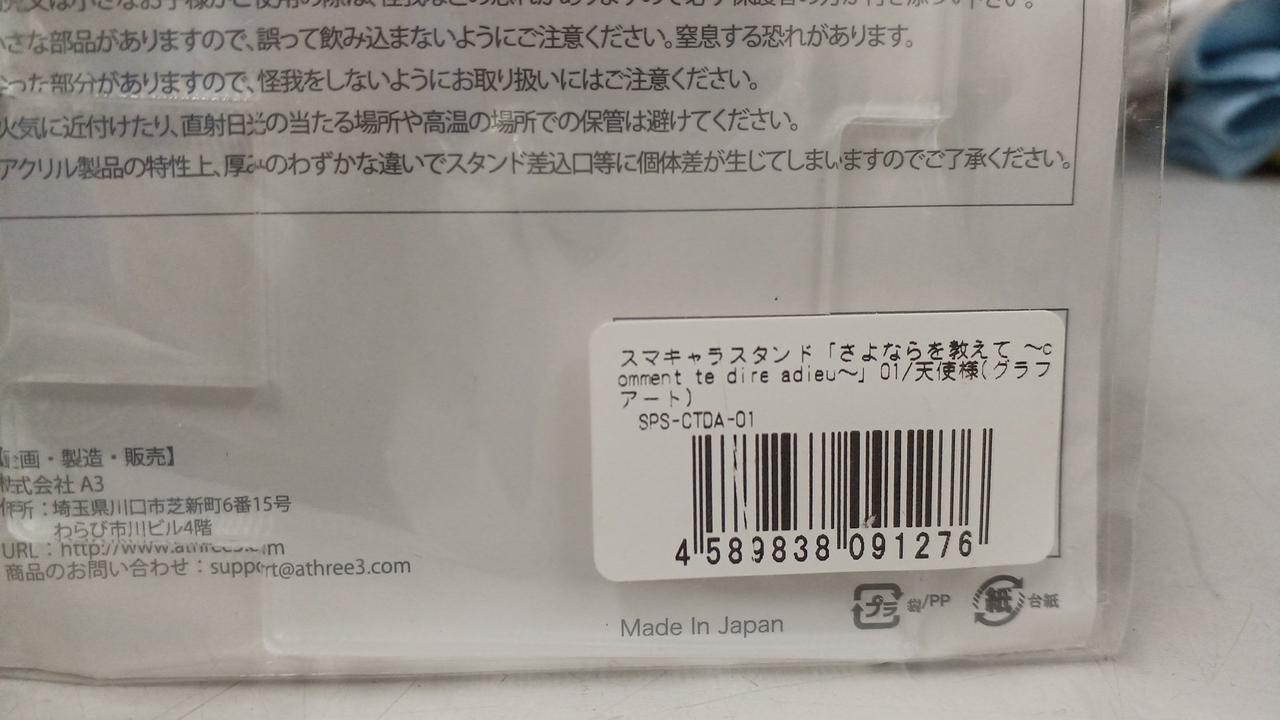 さな部品がありますので、誤って飲み込まないようにご注意ください。窒息する恐れがあります。
った部分がありますので、怪我をしないようにお取り扱いにはご注意ください。
火気に近付けたり、直射日光の当たる場所や高温の場所での保管は避けてください。
アクリル製品の特性上、厚みのわずかな違いでスタンド差込口等に個体差が生じてしまいますのでご了承ください。
スマキャラスタンド「さよならを教えて ～c
omment te dire adieu～」01/天使様(グラフ
アート)
SPS-CTDA-01
4 589838 091276
画・製造・販売】
式会社 A3
所：埼玉県川口市芝新町6番15号
わらび市川ビル4階
URL：http://www.athree3.com
商品のお問い合わせ：support@athree3.com
Made In Japan
プラ 袋/PP 紙 台紙